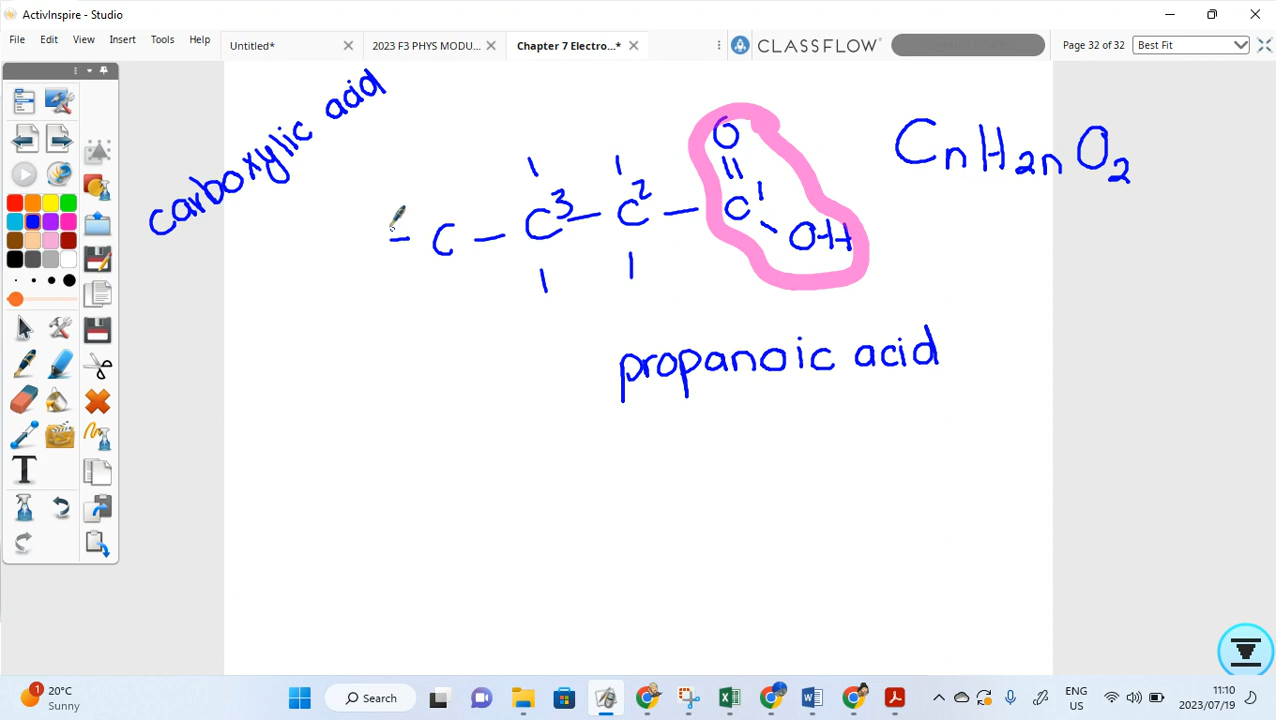 ActivInspire - Studio
File Edit View Insert Tools Help
Untitled* 2023 F3 PHYS MODU... Chapter 7 Electro...* CLASSFLOW Page 32 of 32 Best Fit
carboxylic acid
O
- C - C3 - C2 - C1
OH
CnH2nO2
propanoic acid
T
1 20°C
Sunny
Search
ENG
US
11:10
2023/07/19